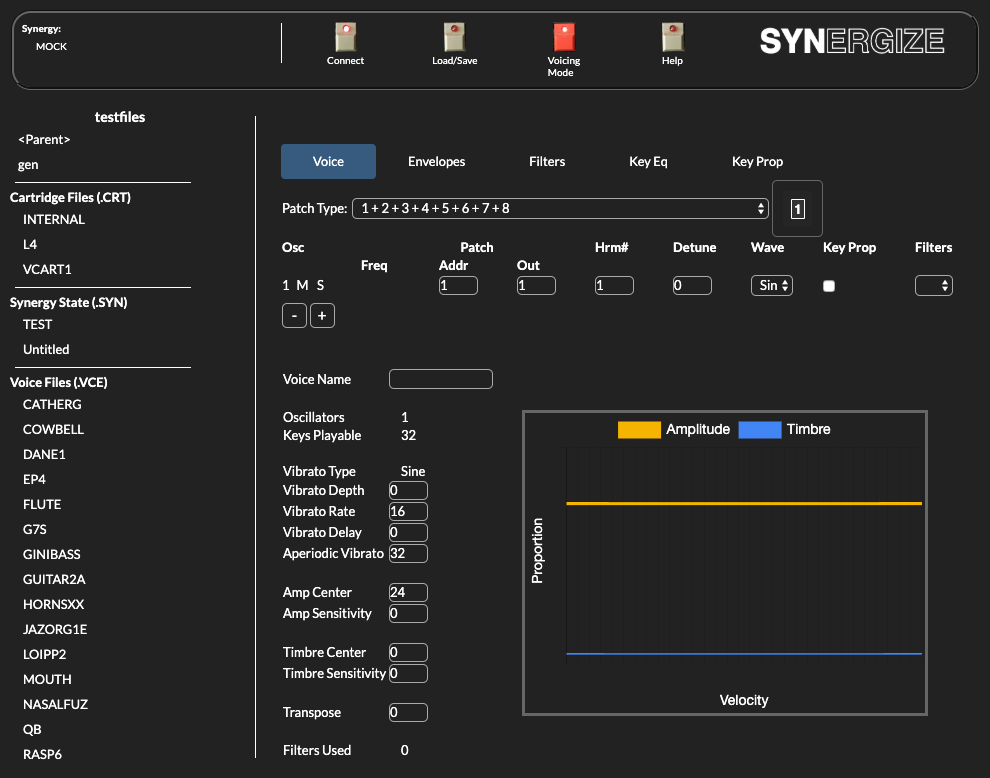 Synergy:
MOCK
Connect
Load/Save
Voicing
Mode
Help
SYNERGIZE
testfiles
<Parent>
gen
Cartridge Files (.CRT)
INTERNAL
L4
VCART1
Synergy State (.SYN)
TEST
Untitled
Voice Files (.VCE)
CATHERG
COWBELL
DANE1
EP4
FLUTE
G7S
GINIBASS
GUITAR2A
HORNSXX
JAZORG1E
LOIPP2
MOUTH
NASALFUZ
QB
RASP6
Voice Envelopes Filters Key Eq Key Prop
Patch Type: 1 + 2 + 3 + 4 + 5 + 6 + 7 + 8 1
Osc Patch Hrm# Detune Wave Key Prop Filters
Freq Addr Out
1 M S 1 1 1 0 Sin
- +
Voice Name
Oscillators 1
Keys Playable 32
Vibrato Type Sine
Vibrato Depth 0
Vibrato Rate 16
Vibrato Delay 0
Aperiodic Vibrato 32
Amp Center 24
Amp Sensitivity 0
Timbre Center 0
Timbre Sensitivity 0
Transpose 0
Filters Used 0
Amplitude Timbre
Proportion
Velocity